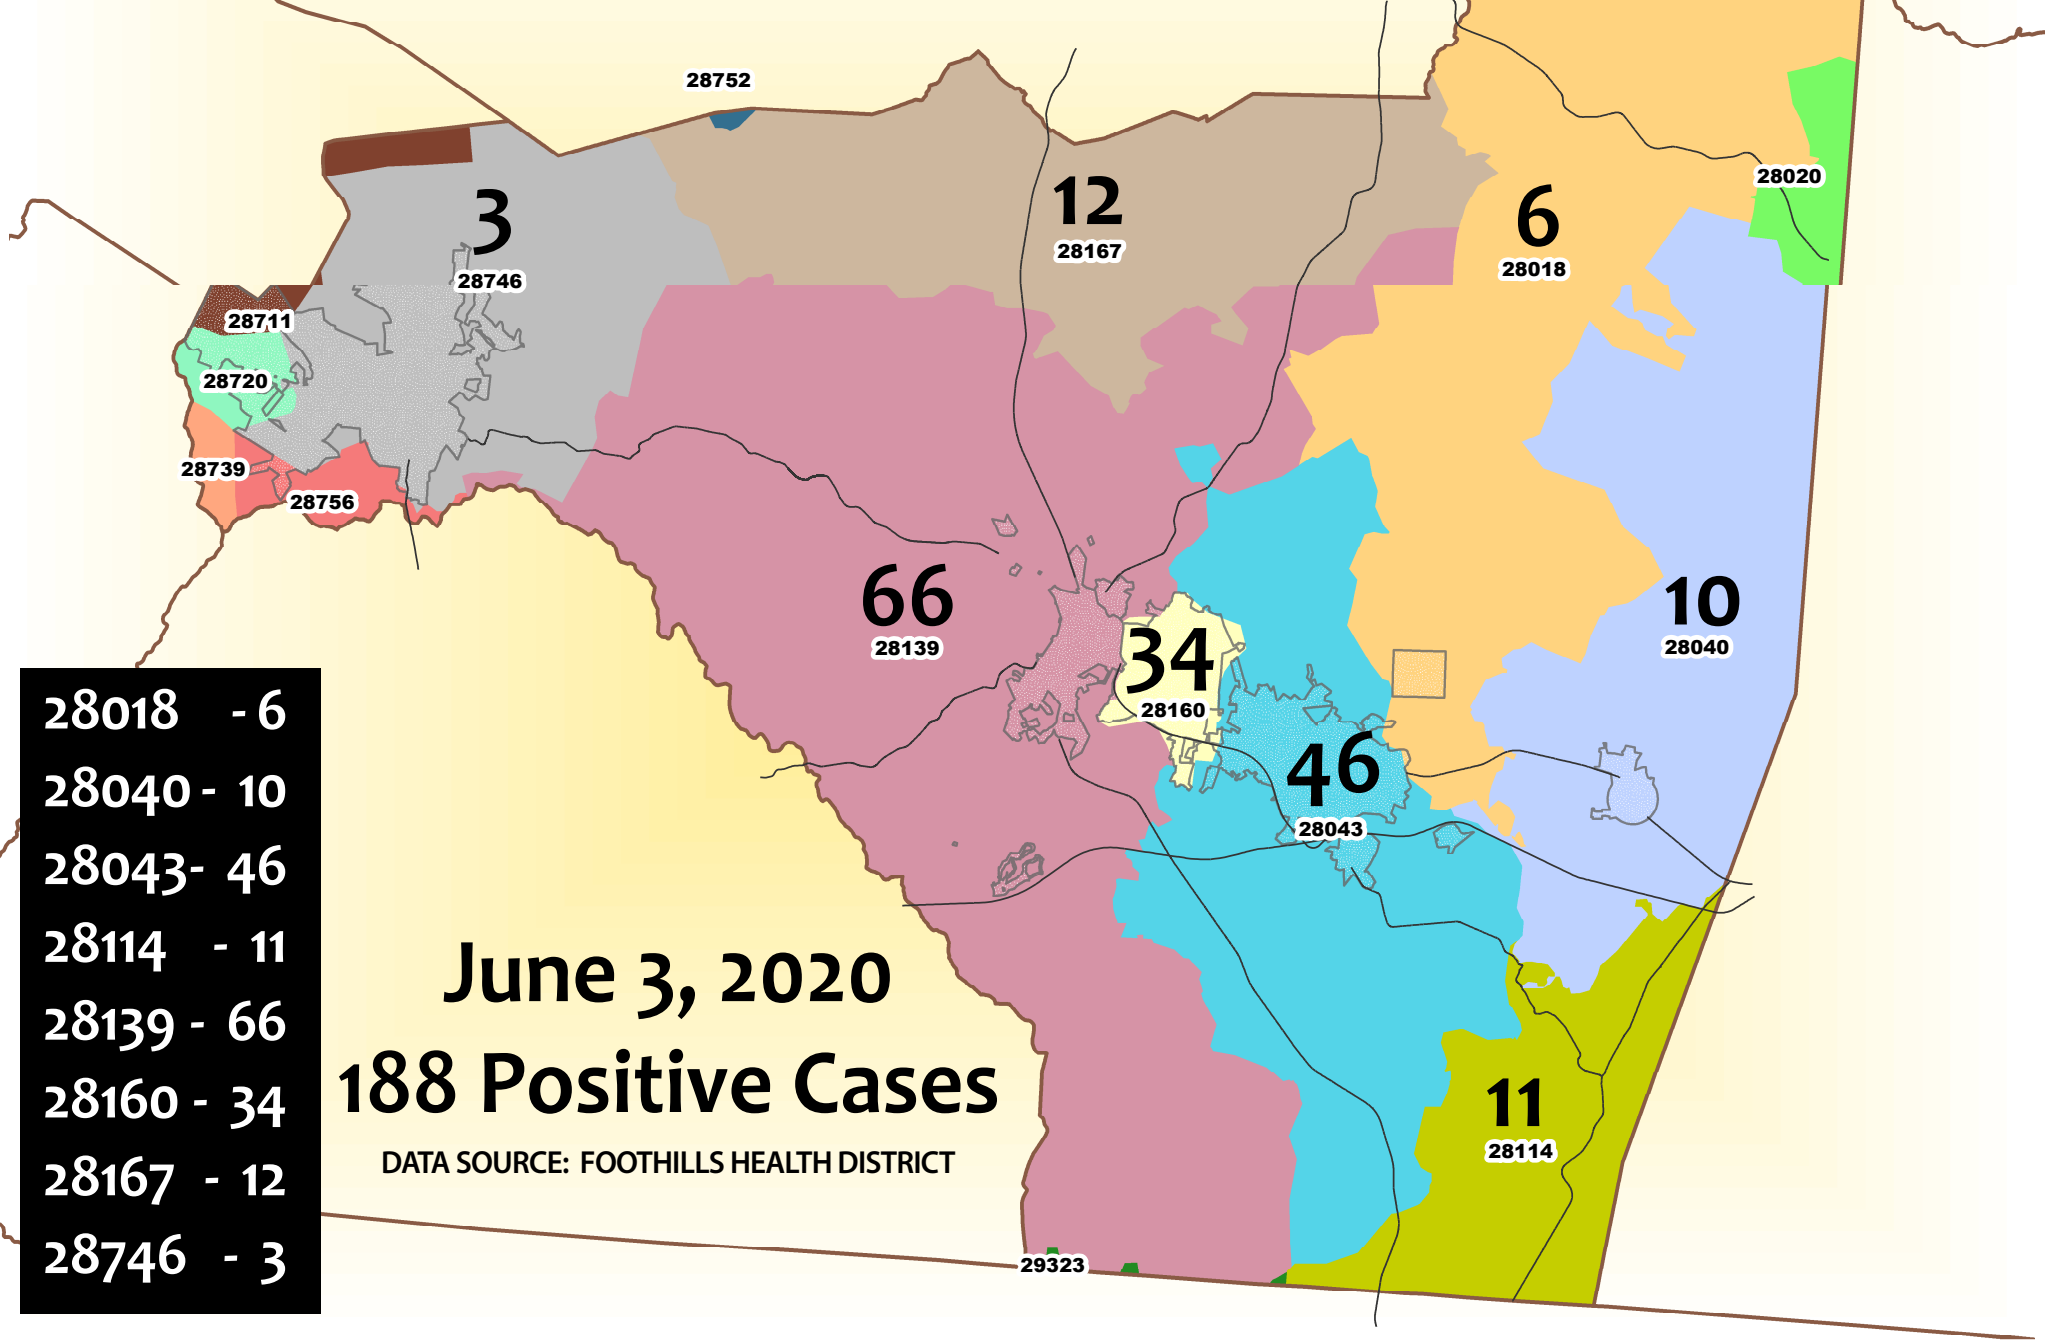 28752
28020
12
28167
3
28746
6
28018
28711
28720
28739
28756
66
28139
34
28160
10
28040
46
28043
28018 - 6
28040 - 10
28043- 46
28114 - 11
28139 - 66
28160 - 34
28167 - 12
28746 - 3
June 3, 2020
188 Positive Cases
DATA SOURCE: FOOTHILLS HEALTH DISTRICT
11
28114
29323